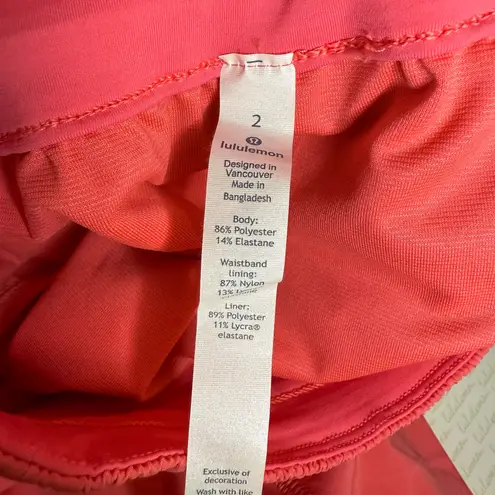 2
lululemon
Designed in
Vancouver
Made in
Bangladesh
Body:
86% Polyester
14% Elastane
Waistband
lining:
87% Nylon
13%
Liner:
89% Polyester
11% Lycra®
elastane
Exclusive of
decoration
Wash with like